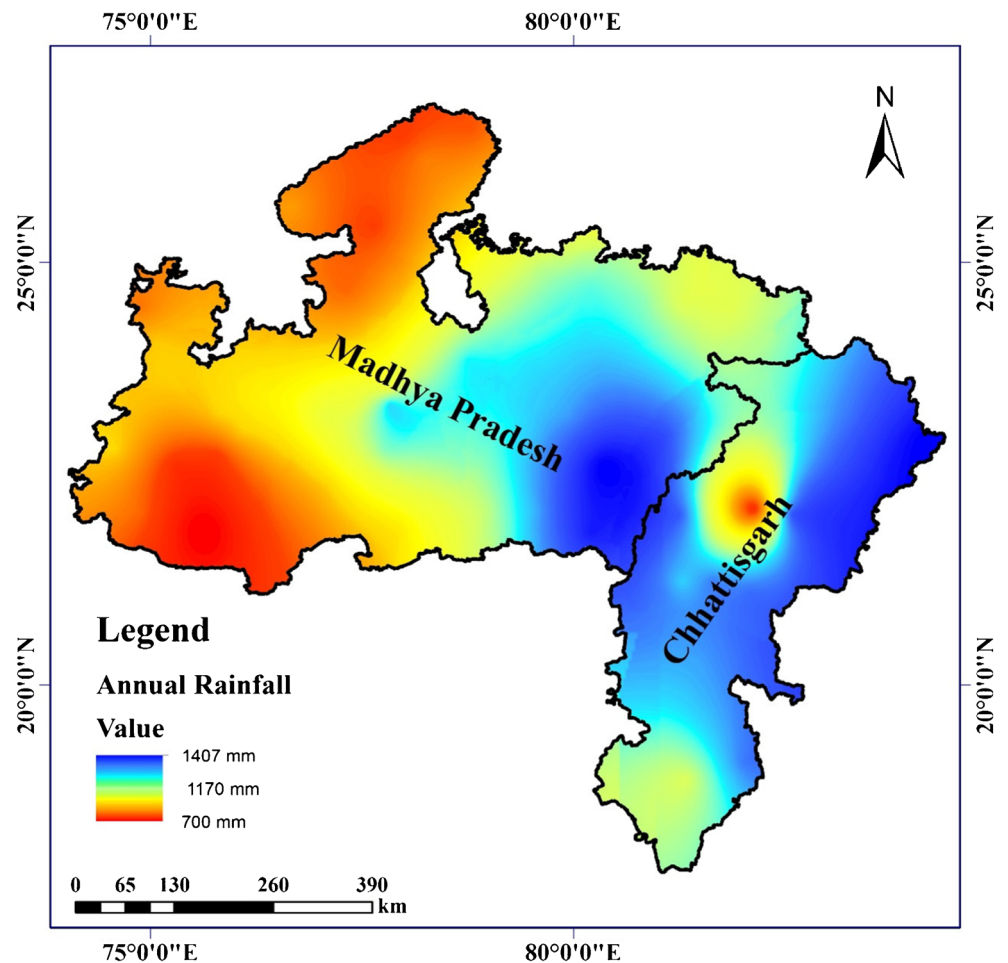 75°0'0"E
80°0'0"E
N
25°0'0"N
25°0'0"N
Madhya Pradesh
Chhattisgarh
Legend
Annual Rainfall
Value
1407 mm
1170 mm
700 mm
20°0'0"N
20°0'0"N
0 65 130 260 390
km
75°0'0"E
80°0'0"E